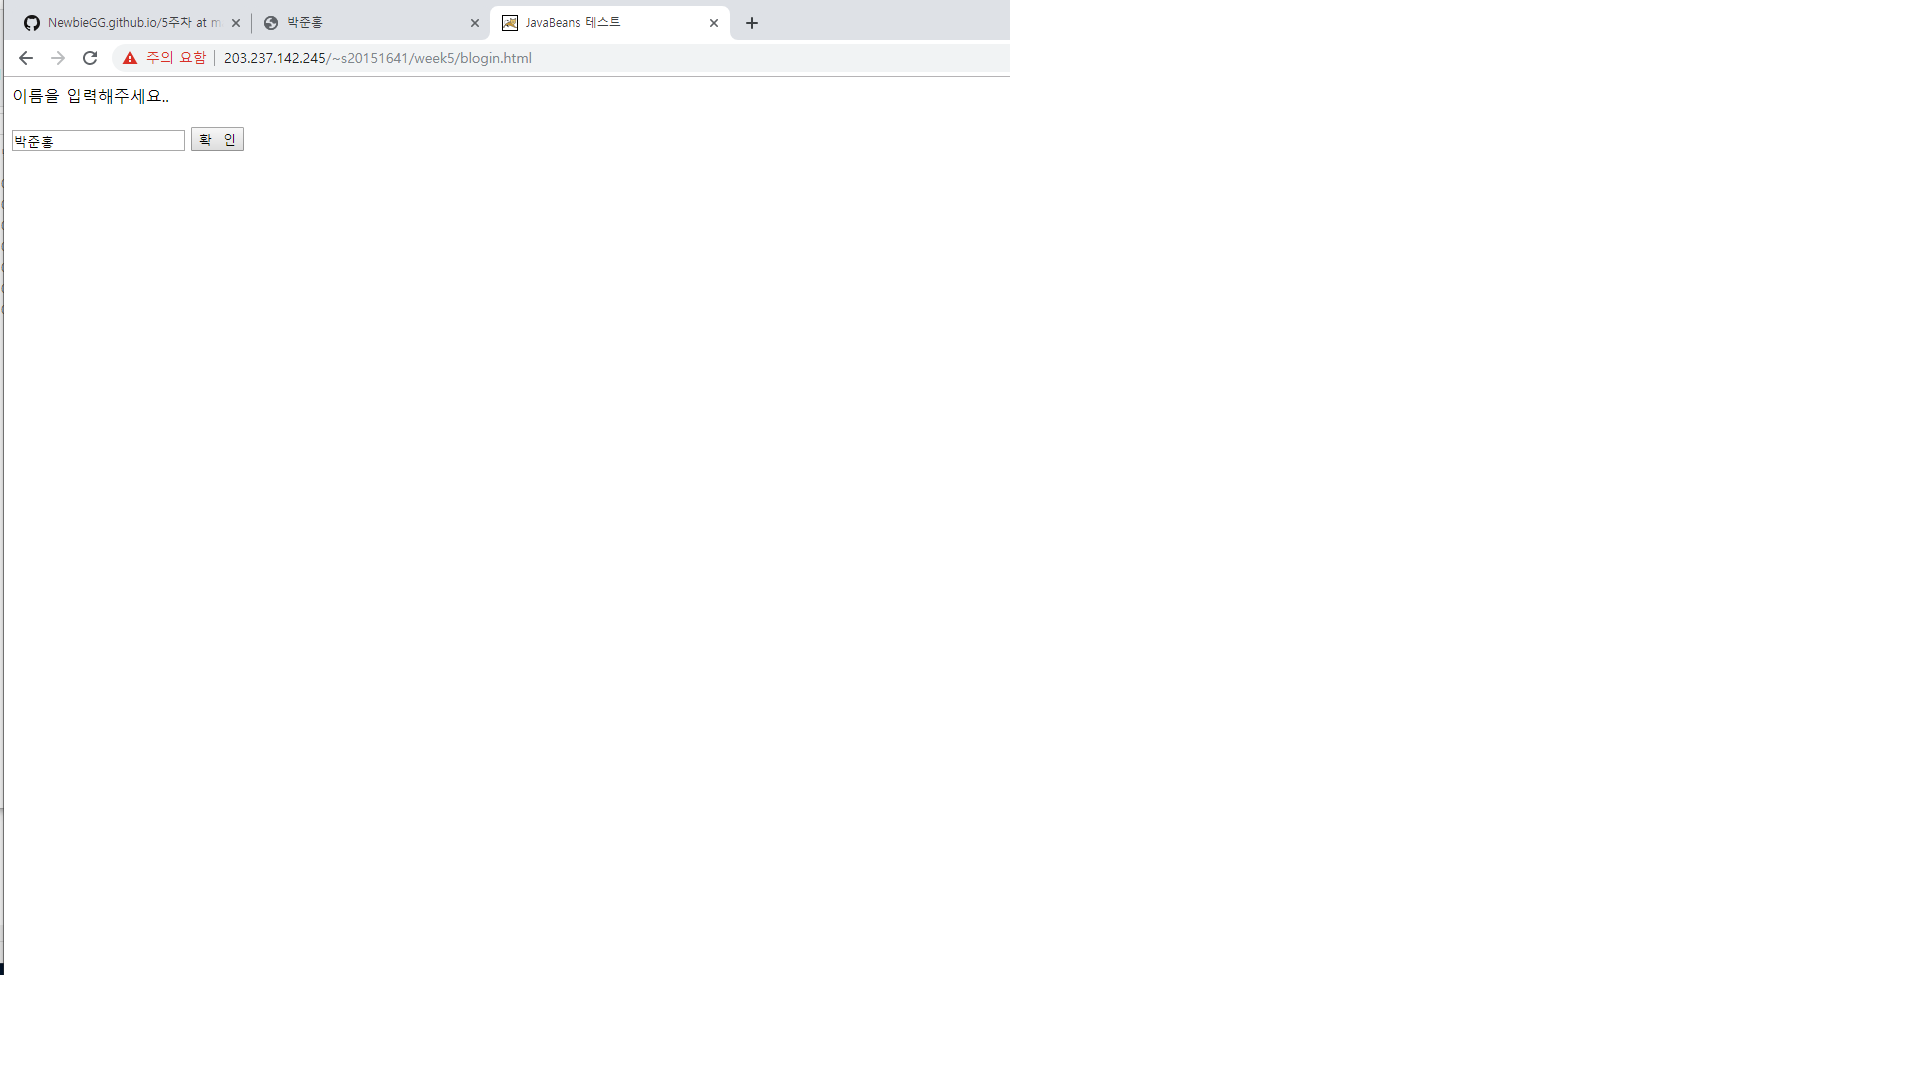 NewbieGG.github.io/5주차 at m
박준홍
JavaBeans 테스트
주의 요함
203.237.142.245/~s20151641/week5/blogin.html
이름을 입력해주세요..
박준홍
확 인